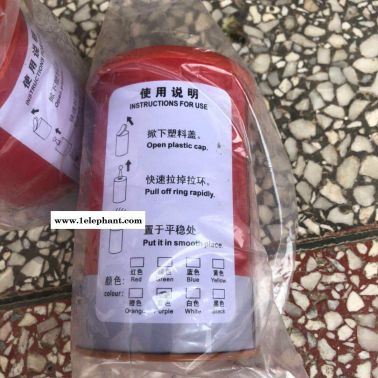 使用说明
INSTRUCTIONS FOR USE
掀下塑料盖。
Open plastic cap.
快速拉掉拉环。
Pull off ring rapidly.
置于平稳处
Put it in smooth place.
颜色:
colour:
红色 绿色 蓝色 黄色
Red Green Blue Yellow
橙色 紫色 白色 黑色
Orange Purple White Black
www.1elephant.com
INSTRUCTIONS